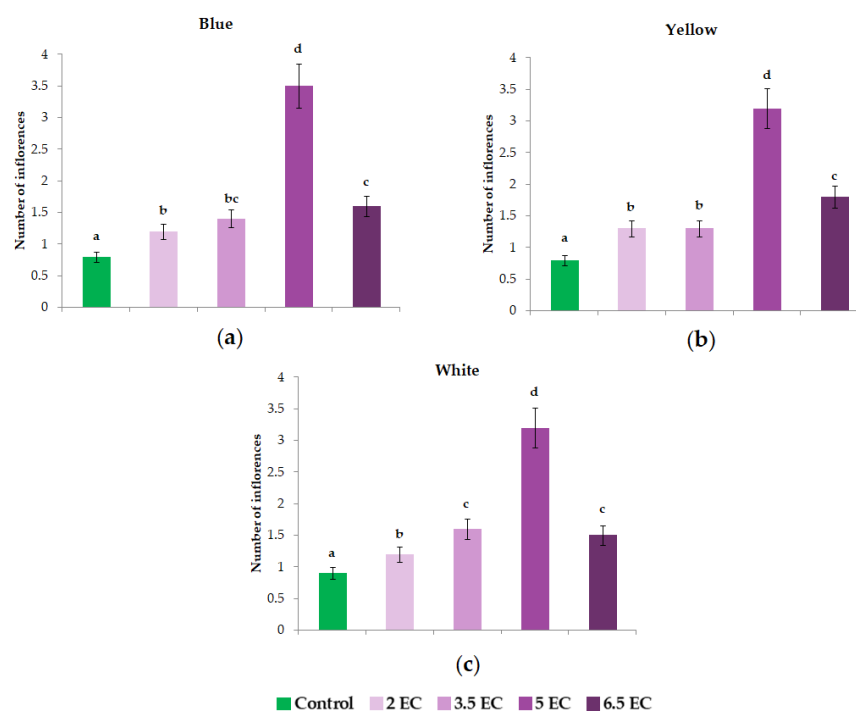 Blue
Number of inflorences
4
3.5
3
2.5
2
1.5
1
0.5
0
a
b
bc
d
c
(a)
Yellow
Number of inflorences
4
3.5
3
2.5
2
1.5
1
0.5
0
a
b
b
d
c
(b)
White
Number of inflorences
4
3.5
3
2.5
2
1.5
1
0.5
0
a
b
c
d
c
(c)
Control 2 EC 3.5 EC 5 EC 6.5 EC